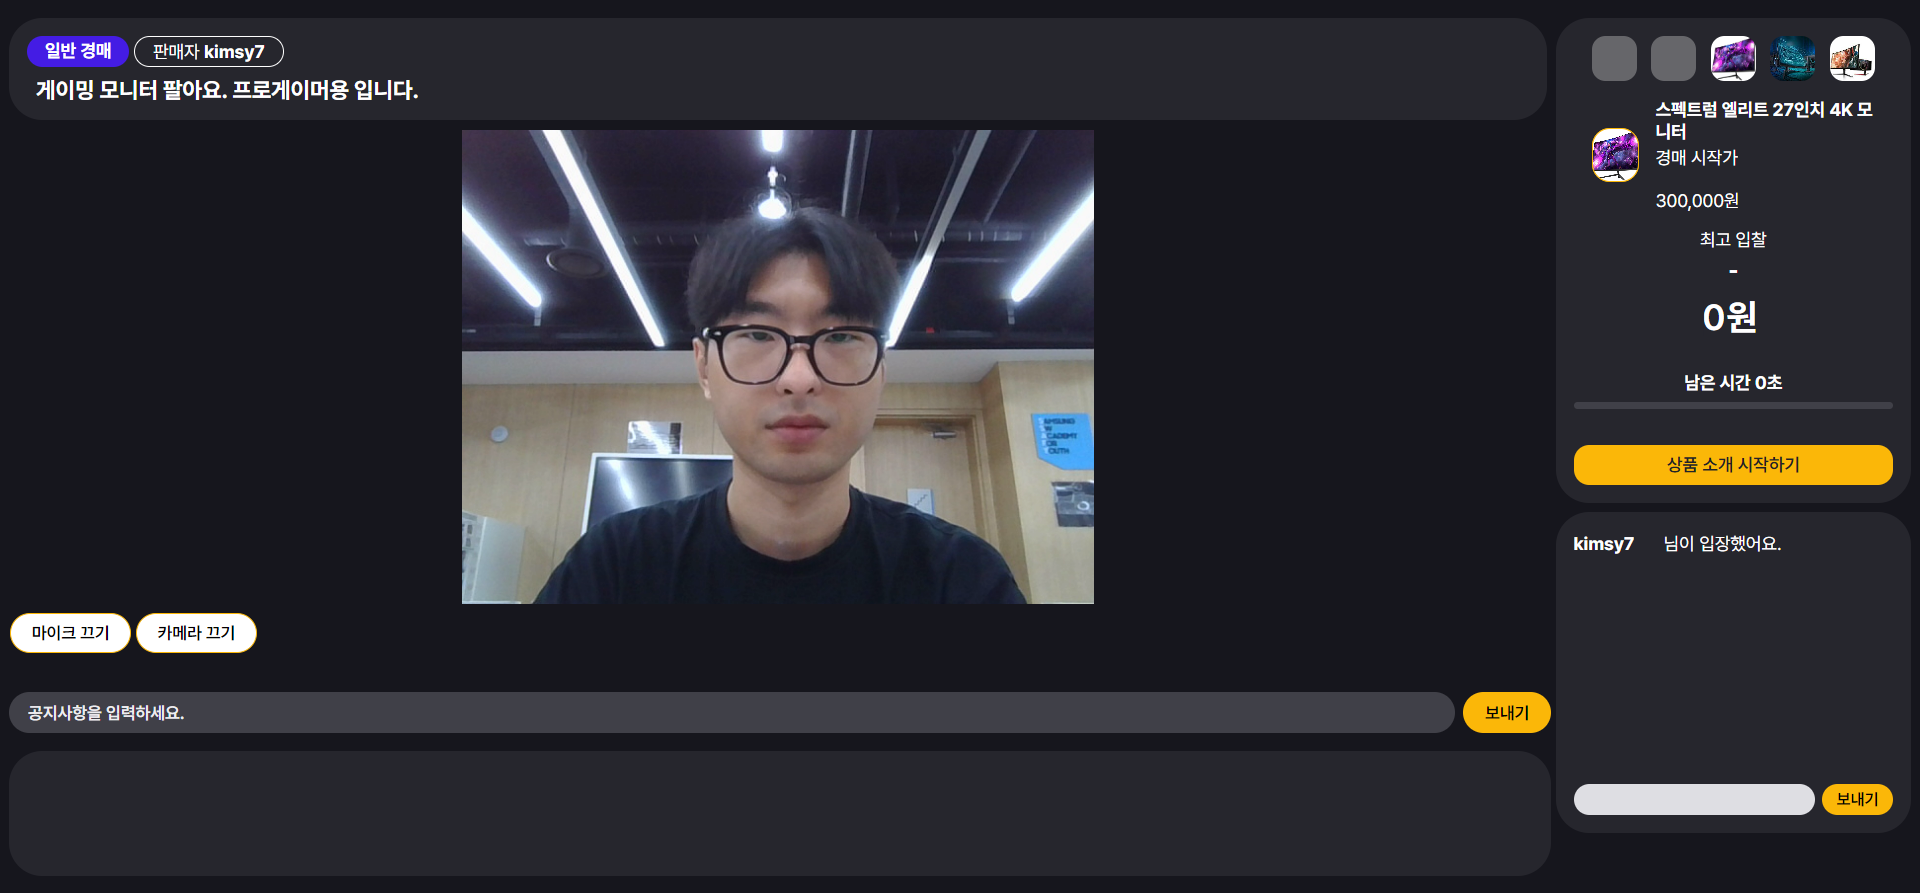 일반 경매
판매자 kimsy7
게이밍 모니터 팔아요. 프로게이머용 입니다.
SAMSUNG
SW
ACADEMY
FOR
YOUTH
마이크 끄기
카메라 끄기
공지사항을 입력하세요.
보내기
스펙트럼 엘리트 27인치 4K 모
니터
경매 시작가
300,000원
최고 입찰
-
0원
남은 시간 0초
상품 소개 시작하기
kimsy7 님이 입장했어요.
보내기